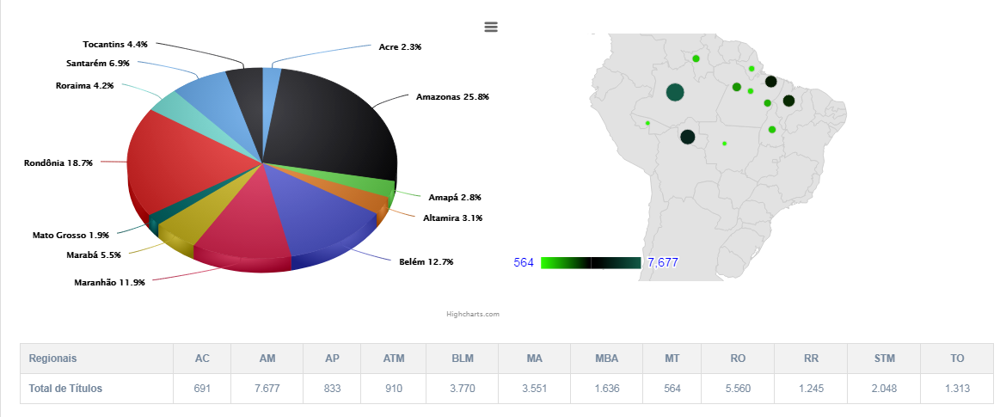 Tocantins 4.4%
Acre 2.3%
Santarém 6.9%
Roraima 4.2%
Amazonas 25.8%
Rondônia 18.7%
Amapá 2.8%
Altamira 3.1%
Mato Grosso 1.9%
Marabá 5.5%
Belém 12.7%
Maranhão 11.9%
564 7,677
Highcharts.com
Regionais AC AM AP ATM BLM MA MBA MT RO RR STM TO
Total de Títulos 691 7.677 833 910 3.770 3.551 1.636 564 5.560 1.245 2.048 1.313